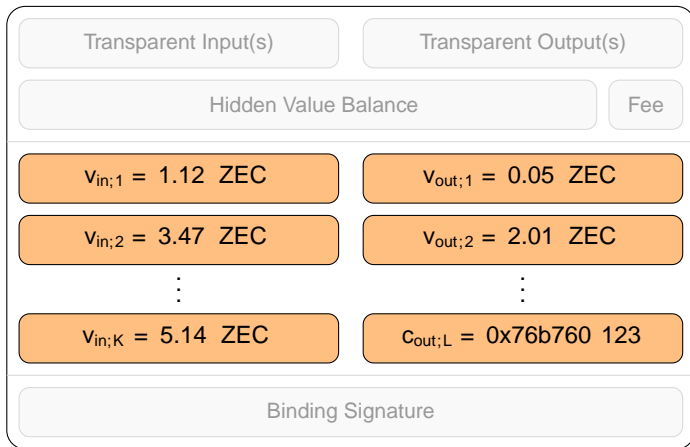 Transparent Input(s) Transparent Output(s)
Hidden Value Balance Fee
v_in;1 = 1.12 ZEC v_out;1 = 0.05 ZEC
v_in;2 = 3.47 ZEC v_out;2 = 2.01 ZEC
⋮ ⋮
v_in;K = 5.14 ZEC c_out;L = 0x76b760 123
Binding Signature